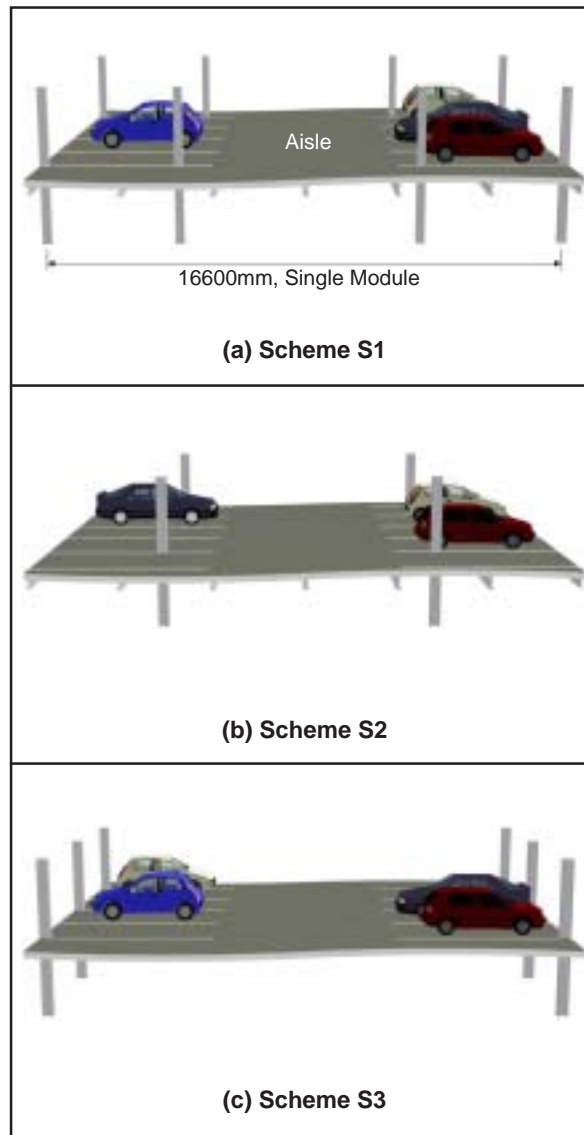 Aisle
16600mm, Single Module
(a) Scheme S1
(b) Scheme S2
(c) Scheme S3